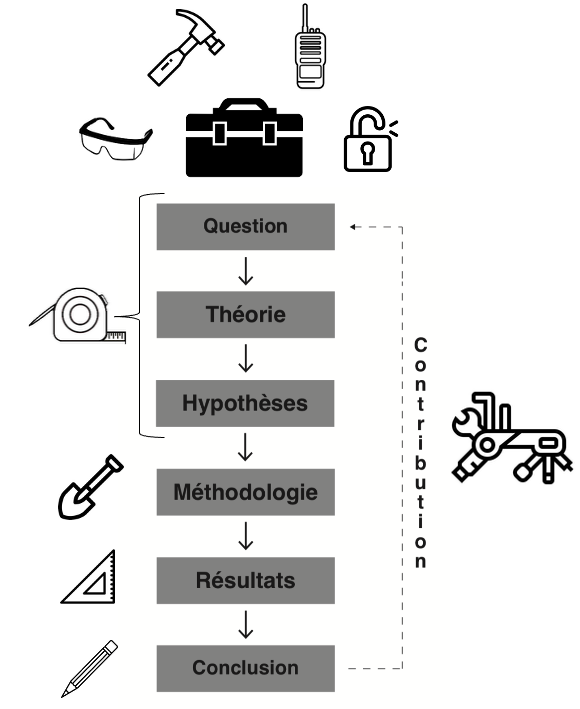 Question
Théorie
Hypothèses
Méthodologie
Résultats
Conclusion
Contribution